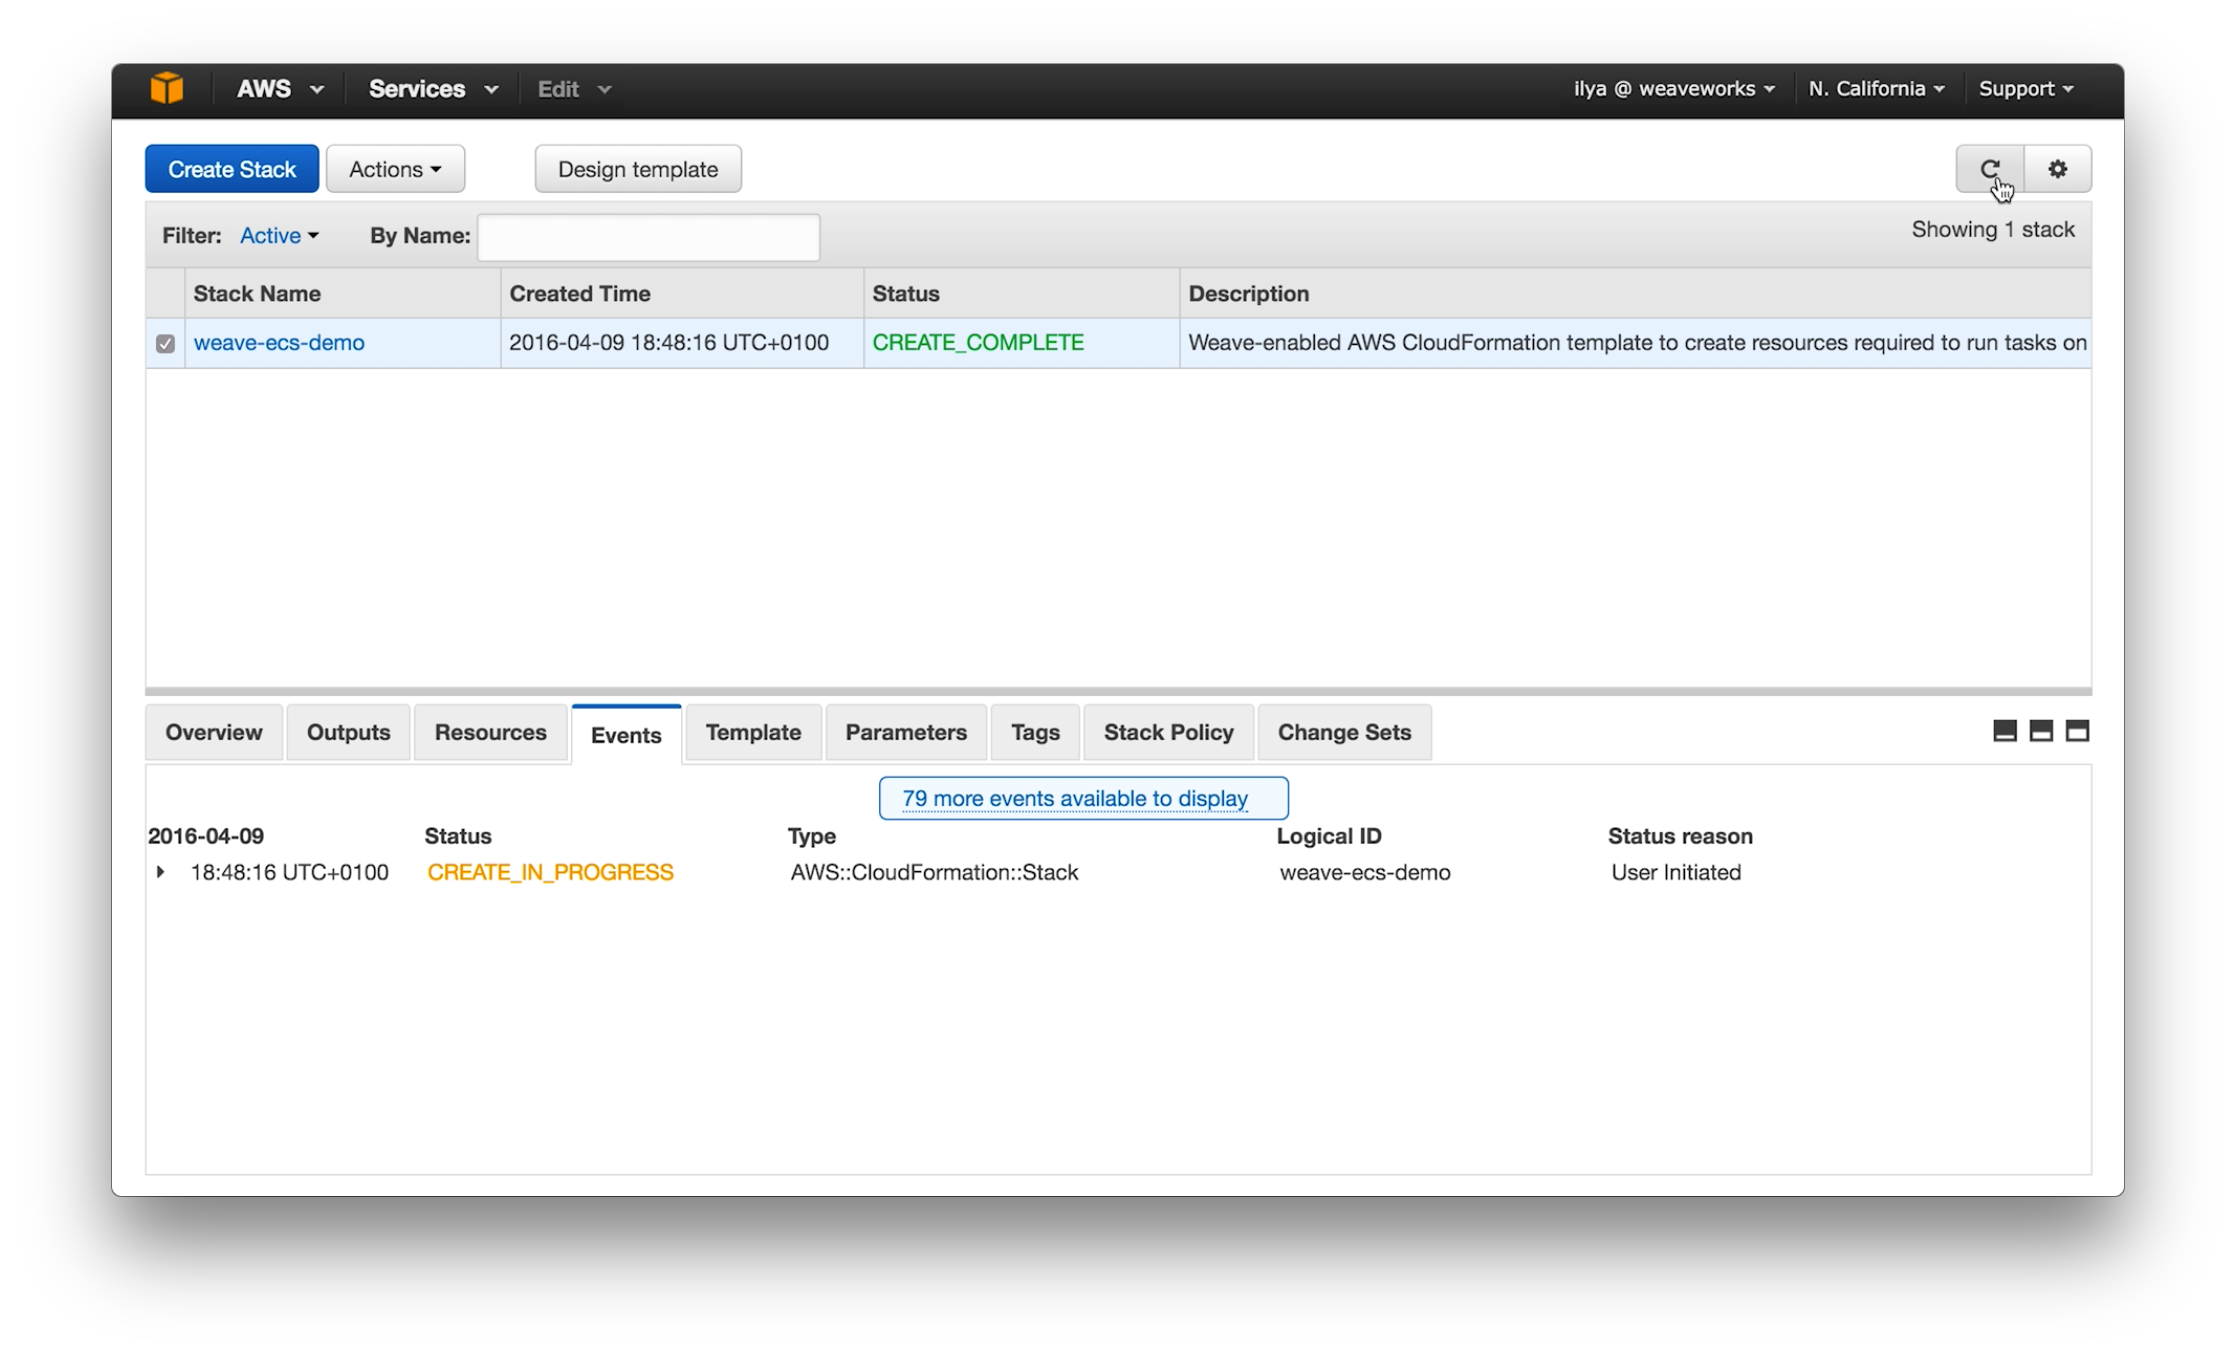 AWS Services Edit ilya @ weaveworks N. California Support
Create Stack Actions Design template
Filter: Active By Name: Showing 1 stack
Stack Name Created Time Status Description
weave-ecs-demo 2016-04-09 18:48:16 UTC+0100 CREATE_COMPLETE Weave-enabled AWS CloudFormation template to create resources required to run tasks on
Overview Outputs Resources Events Template Parameters Tags Stack Policy Change Sets
79 more events available to display
2016-04-09 Status Type Logical ID Status reason
18:48:16 UTC+0100 CREATE_IN_PROGRESS AWS::CloudFormation::Stack weave-ecs-demo User Initiated